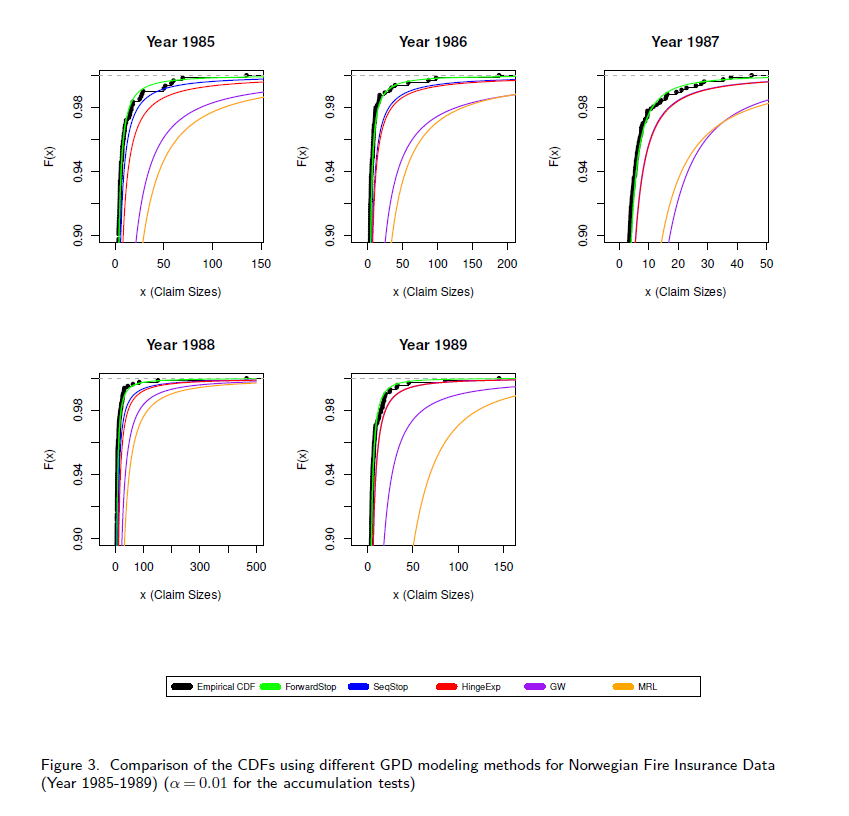 Year 1985
Year 1986
Year 1987
F(x)
0.90 0.94 0.98
0 50 100 150
x (Claim Sizes)
F(x)
0.90 0.94 0.98
0 50 100 150 200
x (Claim Sizes)
F(x)
0.90 0.94 0.98
0 10 20 30 40 50
x (Claim Sizes)
Year 1988
Year 1989
F(x)
0.90 0.94 0.98
0 100 300 500
x (Claim Sizes)
F(x)
0.90 0.94 0.98
0 50 100 150
x (Claim Sizes)
Empirical CDF ForwardStop SeqStop HingeExp GW MRL
Figure 3. Comparison of the CDFs using different GPD modeling methods for Norwegian Fire Insurance Data
(Year 1985-1989) (α = 0.01 for the accumulation tests)